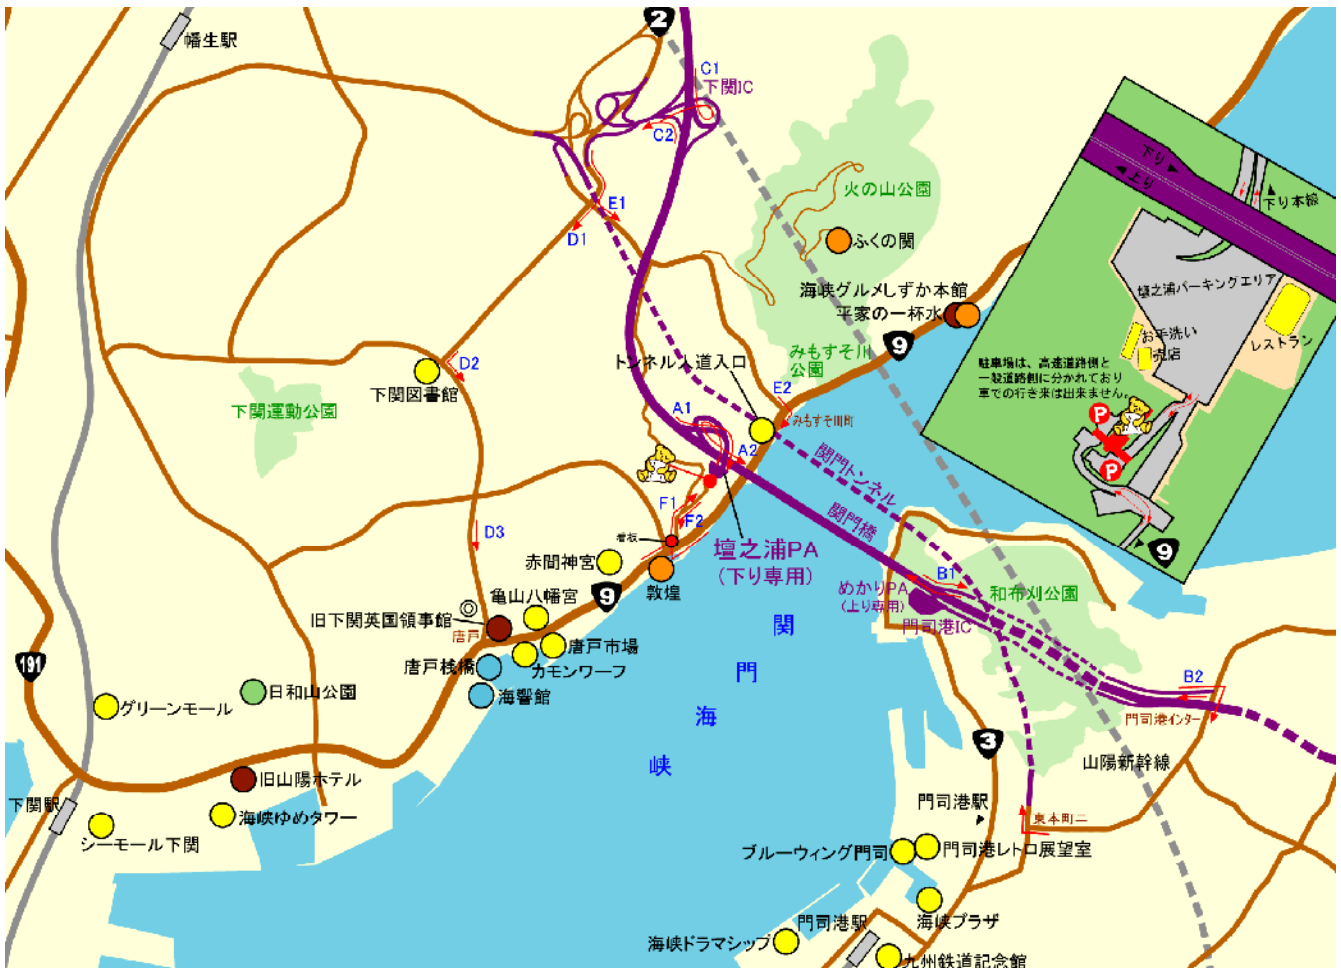 2
幡生駅
C1
下関IC
C2
火の山公園
E1
D1
ふくの関
海峡グルメしずか本館
平家の一杯水
9
みもすそ川
公園
トンネル人道入口
D2
下関図書館
E2
下関運動公園
A1
みもすそ川町
A2
関門トンネル
F1
F2
関門橋
D3
看板
壇之浦PA
(下り専用)
赤間神宮
敦煌
B1
めかりPA
(上り専用)
和布刈公園
門司港IC
亀山八幡宮
9
旧下関英国領事館
唐戸
唐戸市場
カモンワーフ
唐戸桟橋
海響館
関
門
海
峡
191
日和山公園
グリーンモール
B2
門司港インター
3
山陽新幹線
旧山陽ホテル
下関駅
海峡ゆめタワー
シーモール下関
門司港駅
東本町二
ブルーウィング門司
門司港レトロ展望室
海峡プラザ
門司港駅
海峡ドラマシップ
九州鉄道記念館
下り
上り
下り本線
壇之浦パーキングエリア
お手洗い
売店
レストラン
駐車場は、高速道路側と
一般道路側に分かれており
車での行き来は出来ません。
P
P
9